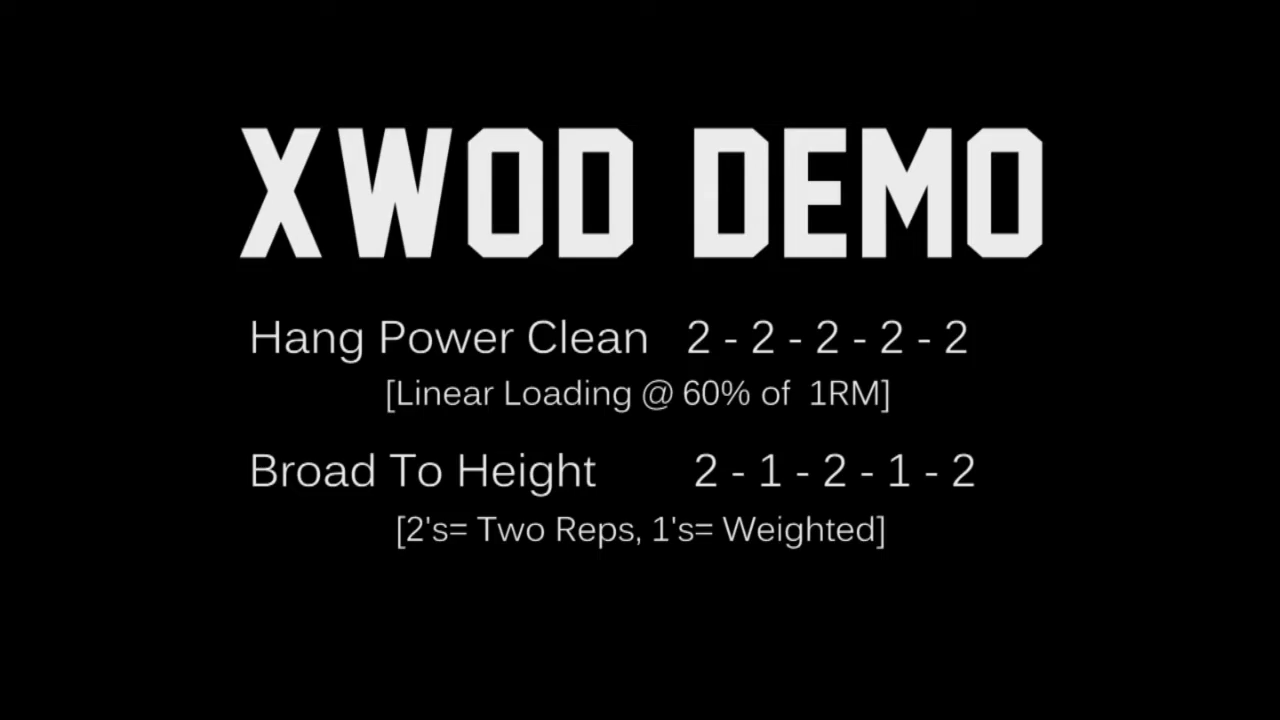 XWOD DEMO
Hang Power Clean 2 - 2 - 2 - 2 - 2
[Linear Loading @ 60% of 1RM]
Broad To Height 2 - 1 - 2 - 1 - 2
[2's= Two Reps, 1's= Weighted]